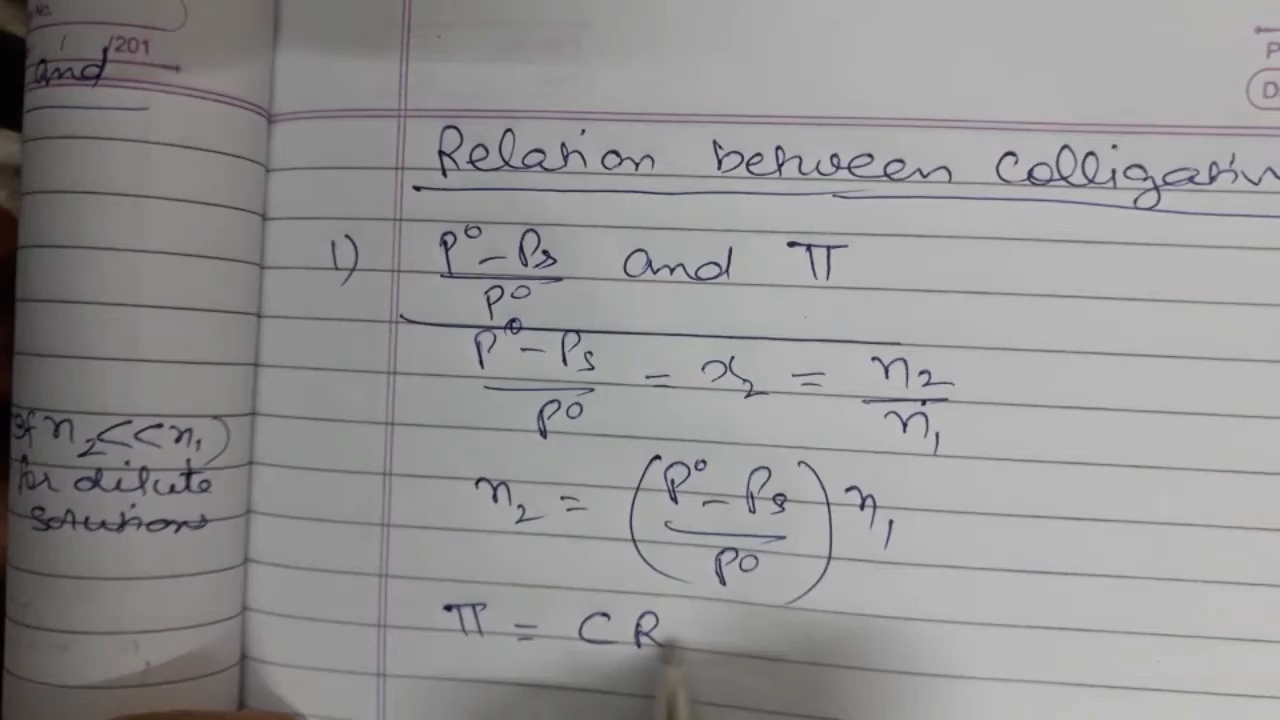 / /201
and
Relation between Colligativ
1) P° - Ps and π
P°
P° - Ps = x2 = n2
P° n1
if n2 << n1)
for dilute
solutions
n2 = (P° - Ps) n1
P°
π = CR
P
D